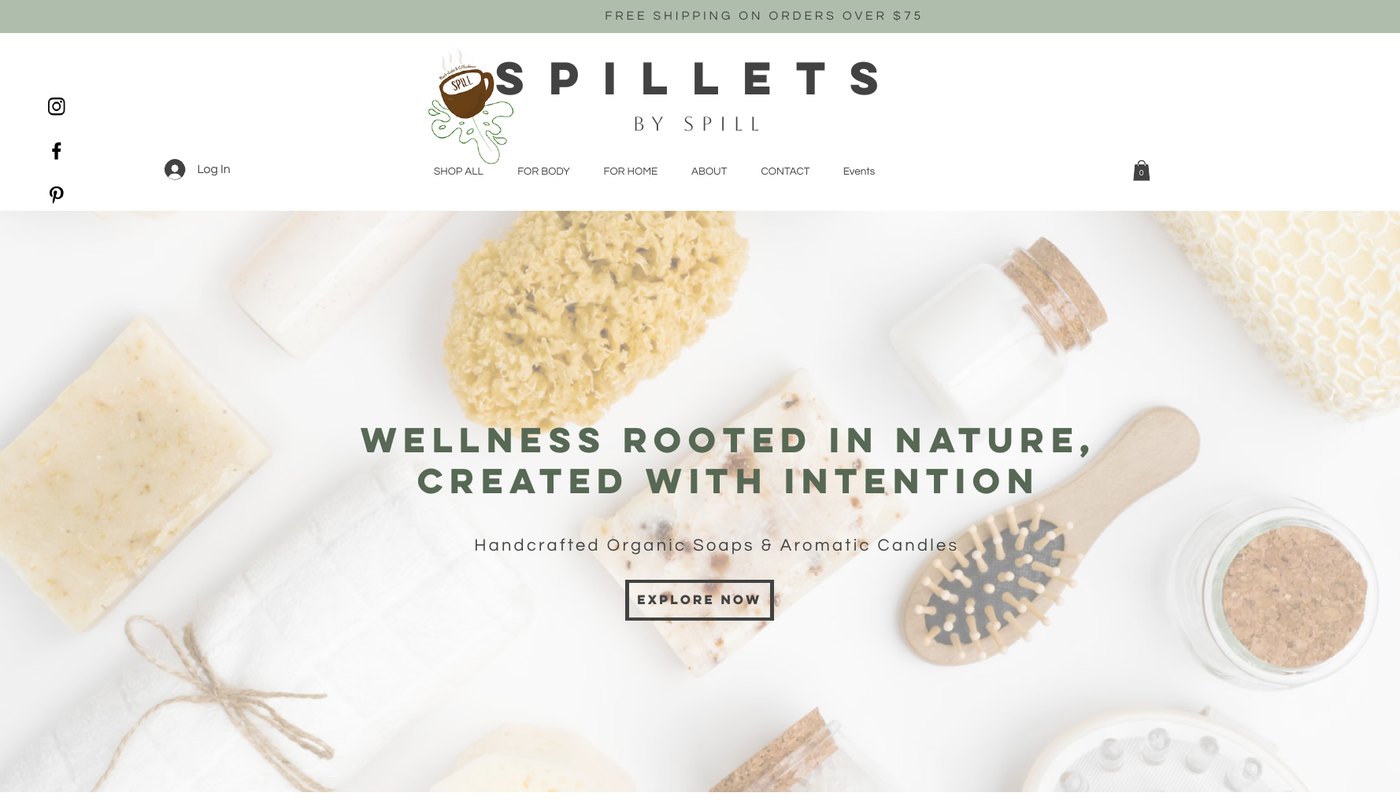 FREE SHIPPING ON ORDERS OVER $75
SPILL
SPILLETS
BY SPILL
Log In
SHOP ALL
FOR BODY
FOR HOME
ABOUT
CONTACT
Events
0
WELLNESS ROOTED IN NATURE,
CREATED WITH INTENTION
Handcrafted Organic Soaps & Aromatic Candles
EXPLORE NOW